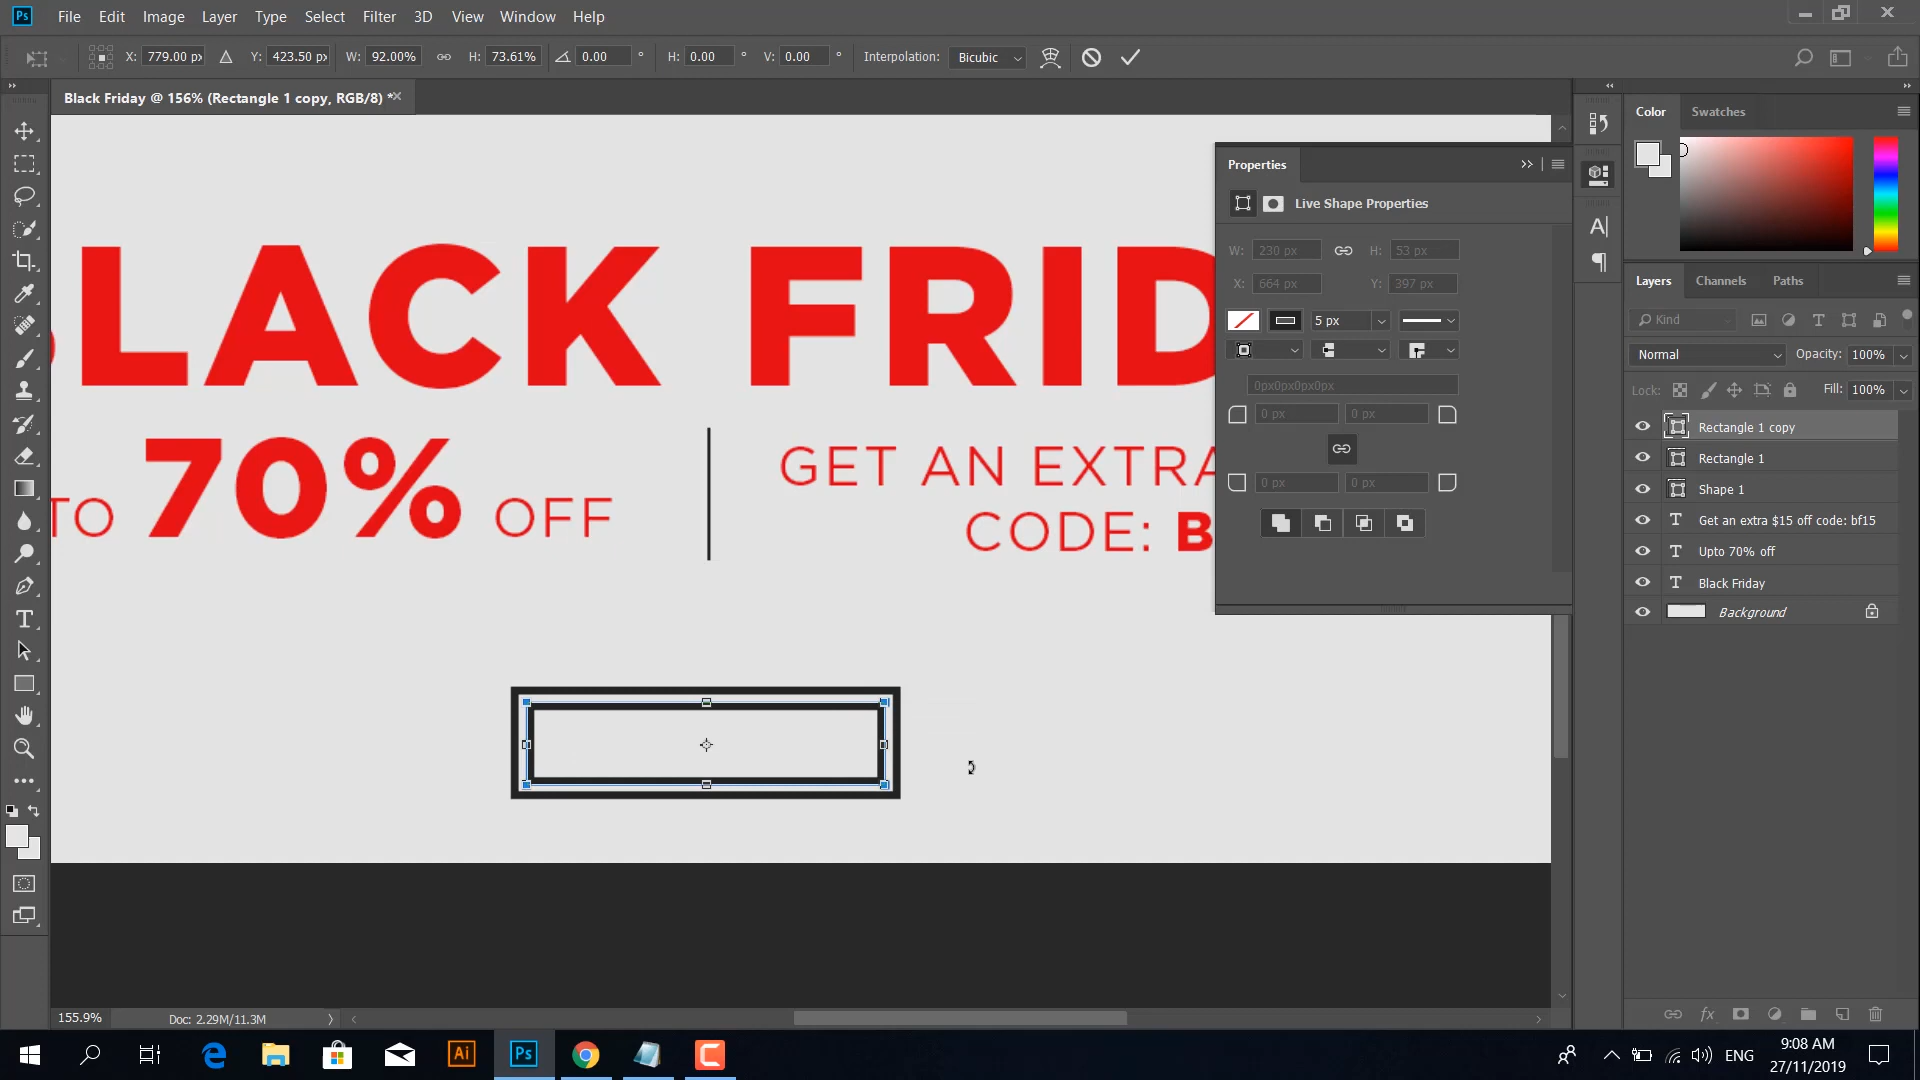 Ps File Edit Image Layer Type Select Filter 3D View Window Help
X: 779.00 px Y: 423.50 px W: 92.00% H: 73.61% 0.00 ° H: 0.00 ° V: 0.00 ° Interpolation: Bicubic
Black Friday @ 156% (Rectangle 1 copy, RGB/8) *
Color Swatches
Properties
Live Shape Properties
W: 230 px H: 53 px
X: 664 px Y: 397 px
5 px
0px0px0px0px
0 px 0 px
0 px 0 px
LACK FRID
TO 70% OFF
GET AN EXTRA
CODE: B
Layers Channels Paths
Kind
Normal Opacity: 100%
Lock: Fill: 100%
Rectangle 1 copy
Rectangle 1
Shape 1
Get an extra $15 off code: bf15
Upto 70% off
Black Friday
Background
155.9% Doc: 2.29M/11.3M
Ai Ps ENG 9:08 AM
27/11/2019